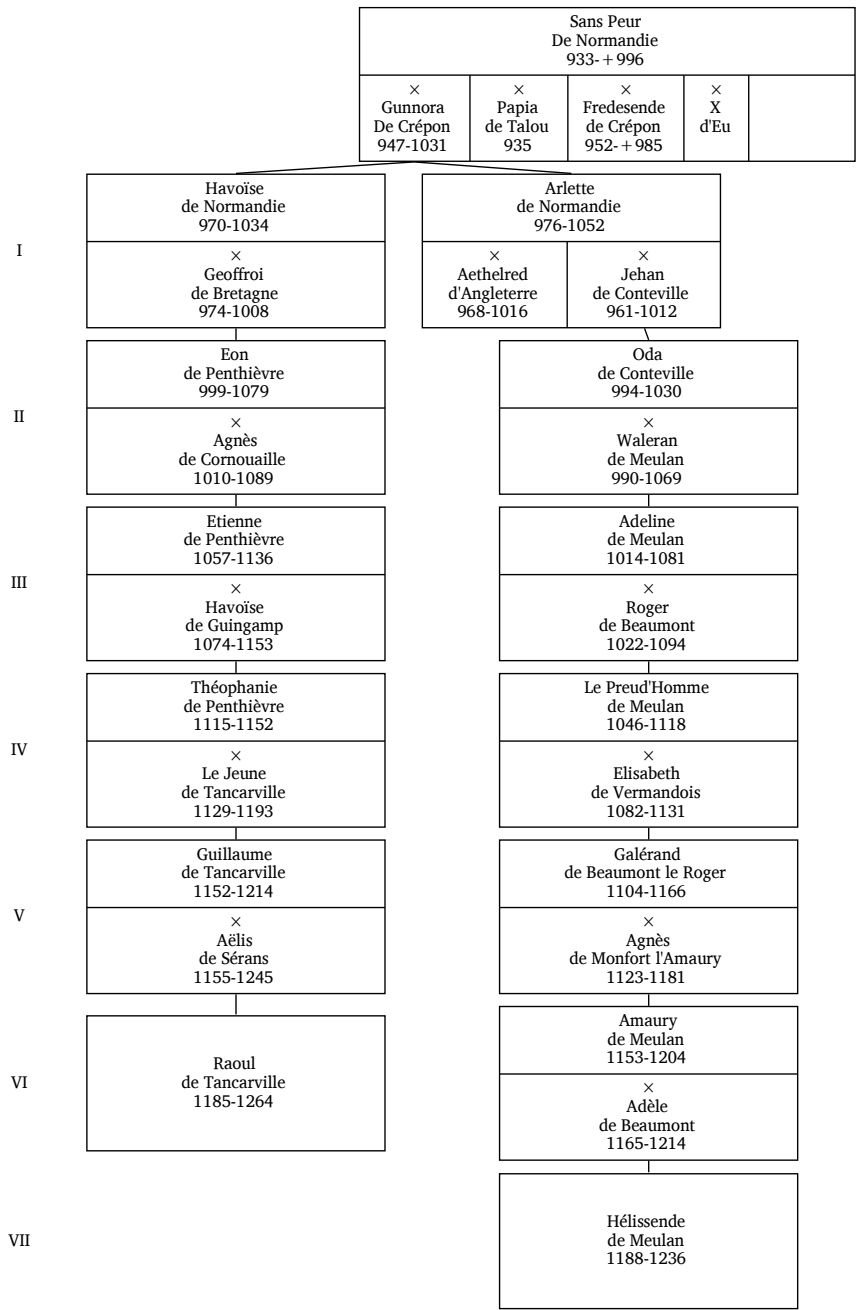 Sans Peur
De Normandie
933-+996
×
Gunnora
De Crépon
947-1031
×
Papia
de Talou
935
×
Fredesende
de Crépon
952-+985
×
X
d'Eu
I
Havoïse
de Normandie
970-1034
×
Geoffroi
de Bretagne
974-1008
Arlette
de Normandie
976-1052
×
Aethelred
d'Angleterre
968-1016
×
Jehan
de Conteville
961-1012
II
Eon
de Penthièvre
999-1079
×
Agnès
de Cornouaille
1010-1089
Oda
de Conteville
994-1030
×
Waleran
de Meulan
990-1069
III
Etienne
de Penthièvre
1057-1136
×
Havoïse
de Guingamp
1074-1153
Adeline
de Meulan
1014-1081
×
Roger
de Beaumont
1022-1094
IV
Théophanie
de Penthièvre
1115-1152
×
Le Jeune
de Tancarville
1129-1193
Le Preud'Homme
de Meulan
1046-1118
×
Elisabeth
de Vermandois
1082-1131
V
Guillaume
de Tancarville
1152-1214
×
Aëlis
de Sérans
1155-1245
Galérand
de Beaumont le Roger
1104-1166
×
Agnès
de Monfort l'Amaury
1123-1181
VI
Raoul
de Tancarville
1185-1264
Amaury
de Meulan
1153-1204
×
Adèle
de Beaumont
1165-1214
VII
Hélissende
de Meulan
1188-1236